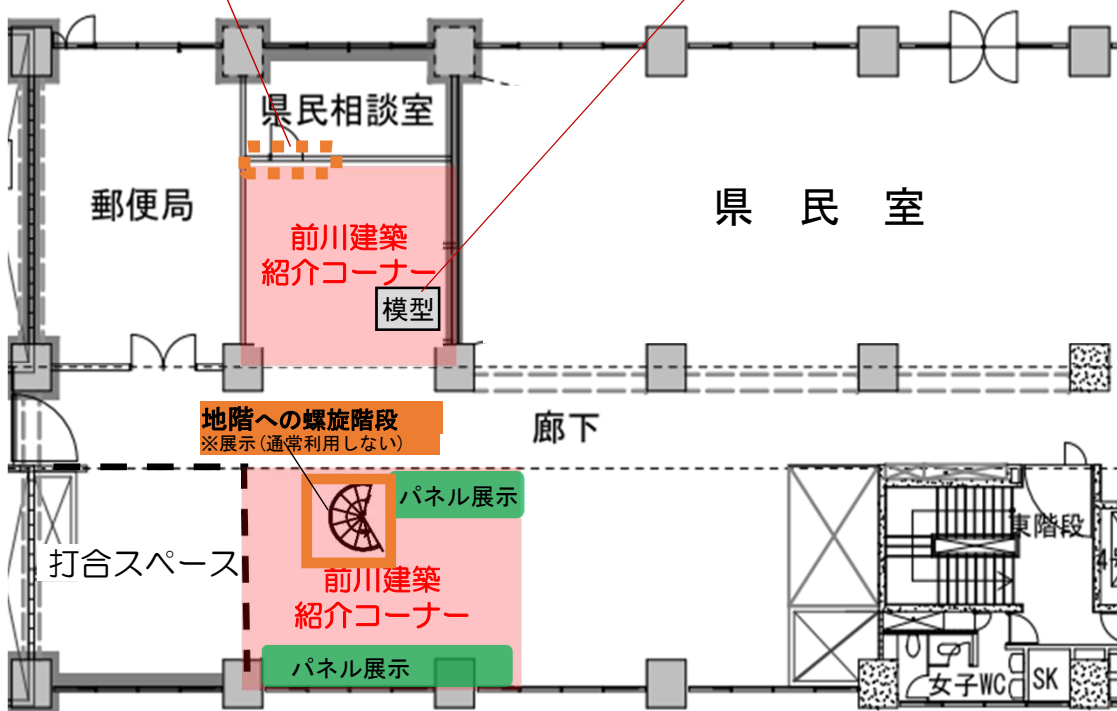 県民相談室
郵便局
県民室
前川建築
紹介コーナー
模型
地階への螺旋階段
※展示(通常利用しない)
廊下
パネル展示
東階段
打合スペース
前川建築
紹介コーナー
パネル展示
女子WC
SK